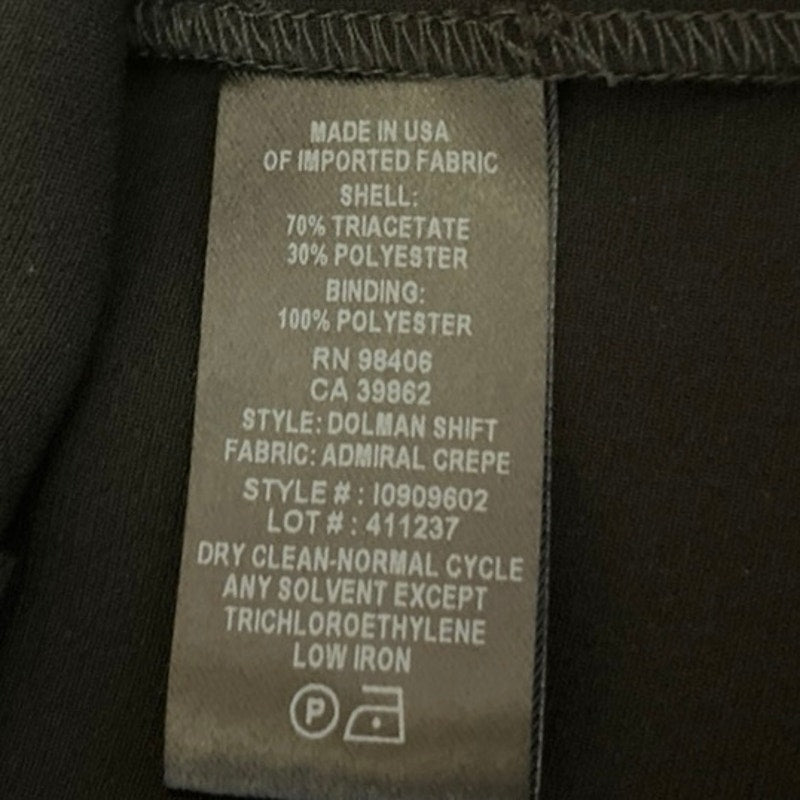 MADE IN USA
OF IMPORTED FABRIC
SHELL:
70% TRIACETATE
30% POLYESTER
BINDING:
100% POLYESTER
RN 98406
CA 39862
STYLE: DOLMAN SHIFT
FABRIC: ADMIRAL CREPE
STYLE # : I0909602
LOT # : 411237
DRY CLEAN-NORMAL CYCLE
ANY SOLVENT EXCEPT
TRICHLOROETHYLENE
LOW IRON
P